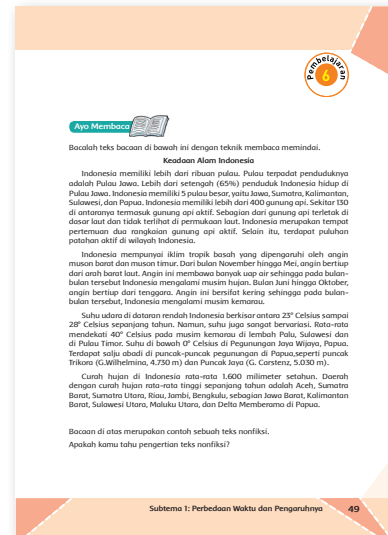 Pembelajaran
6
Ayo Membaca
Bacalah teks bacaan di bawah ini dengan teknik membaca memindai.
Keadaan Alam Indonesia
Indonesia memiliki lebih dari ribuan pulau. Pulau terpadat penduduknya
adalah Pulau Jawa. Lebih dari setengah (65%) penduduk Indonesia hidup di
Pulau Jawa. Indonesia memiliki 5 pulau besar, yaitu Jawa, Sumatra, Kalimantan,
Sulawesi, dan Papua. Indonesia memiliki lebih dari 400 gunung api. Sekitar 130
di antaranya termasuk gunung api aktif. Sebagian dari gunung api terletak di
dasar laut dan tidak terlihat di permukaan laut. Indonesia merupakan tempat
pertemuan dua rangkaian gunung api aktif. Selain itu, terdapat puluhan
patahan aktif di wilayah Indonesia.
Indonesia mempunyai iklim tropik basah yang dipengaruhi oleh angin
muson barat dan muson timur. Dari bulan November hingga Mei, angin bertiup
dari arah barat laut. Angin ini membawa banyak uap air sehingga pada bulan-
bulan tersebut Indonesia mengalami musim hujan. Bulan Juni hingga Oktober,
angin bertiup dari tenggara. Angin ini bersifat kering sehingga pada bulan-
bulan tersebut, Indonesia mengalami musim kemarau.
Suhu udara di dataran rendah Indonesia berkisar antara 23° Celsius sampai
28° Celsius sepanjang tahun. Namun, suhu juga sangat bervariasi. Rata-rata
mendekati 40° Celsius pada musim kemarau di lembah Palu, Sulawesi dan
di Pulau Timor. Suhu di bawah 0° Celsius di Pegunungan Jaya Wijaya, Papua.
Terdapat salju abadi di puncak-puncak pegunungan di Papua,seperti puncak
Trikora (G.Wilhelmina, 4.730 m) dan Puncak Jaya (G. Carstenz, 5.030 m).
Curah hujan di Indonesia rata-rata 1.600 milimeter setahun. Daerah
dengan curah hujan rata-rata tinggi sepanjang tahun adalah Aceh, Sumatra
Barat, Sumatra Utara, Riau, Jambi, Bengkulu, sebagian Jawa Barat, Kalimantan
Barat, Sulawesi Utara, Maluku Utara, dan Delta Memberamo di Papua.
Bacaan di atas merupakan contoh sebuah teks nonfiksi.
Apakah kamu tahu pengertian teks nonfiksi?
Subtema 1: Perbedaan Waktu dan Pengaruhnya 49